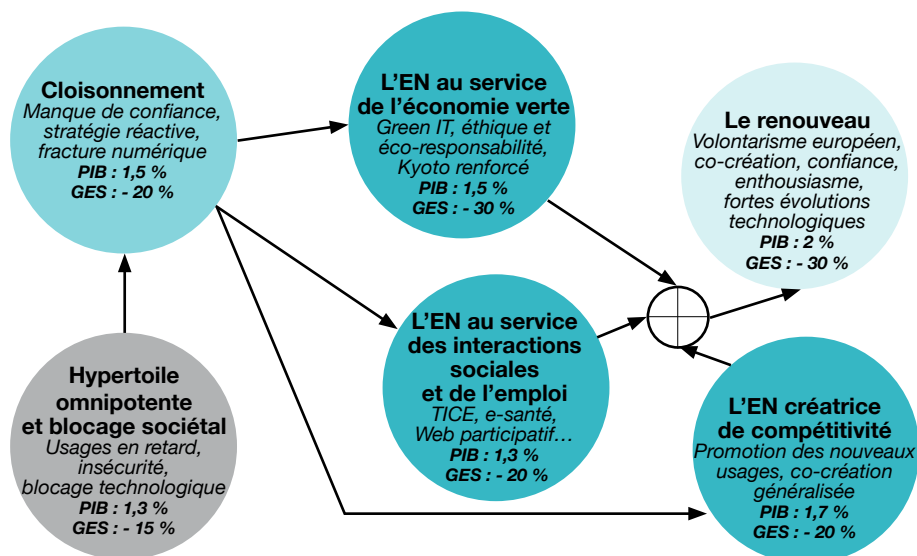 Cloisonnement
Manque de confiance,
stratégie réactive,
fracture numérique
PIB : 1,5 %
GES : - 20 %
L’EN au service
de l’économie verte
Green IT, éthique et
éco-responsabilité,
Kyoto renforcé
PIB : 1,5 %
GES : - 30 %
Le renouveau
Volontarisme européen,
co-création, confiance,
enthousiasme,
fortes évolutions
technologiques
PIB : 2 %
GES : - 30 %
Hypertoile
omnipotente
et blocage sociétal
Usages en retard,
insécurité,
blocage technologique
PIB : 1,3 %
GES : - 15 %
L’EN au service
des interactions
sociales
et de l’emploi
TICE, e-santé,
Web participatif…
PIB : 1,3 %
GES : - 20 %
L’EN créatrice
de compétitivité
Promotion des nouveaux
usages, co-création
généralisée
PIB : 1,7 %
GES : - 20 %